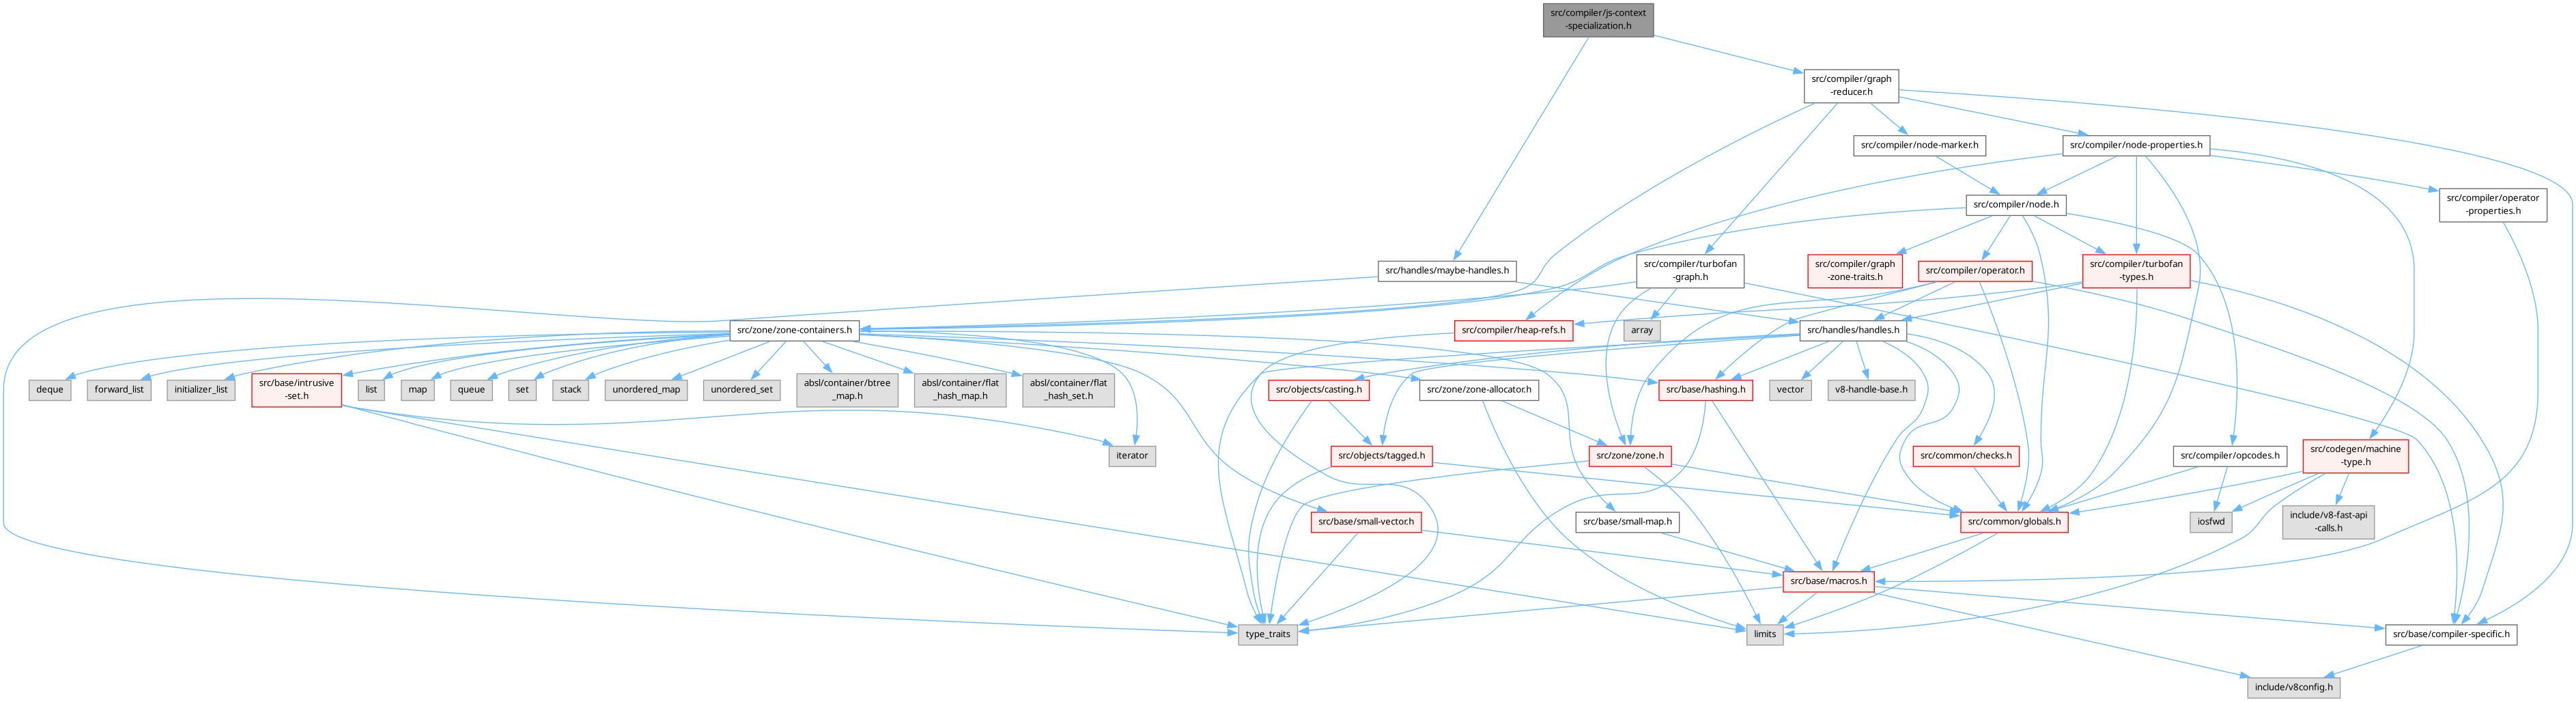 src/compiler/js-context
-specialization.h
src/compiler/graph
-reducer.h
src/compiler/node-marker.h
src/compiler/node-properties.h
src/compiler/node.h
src/compiler/operator
-properties.h
src/handles/maybe-handles.h
src/compiler/turbofan
-graph.h
src/compiler/graph
-zone-traits.h
src/compiler/operator.h
src/compiler/turbofan
-types.h
src/zone/zone-containers.h
src/compiler/heap-refs.h
array
src/handles/handles.h
deque
forward_list
initializer_list
src/base/intrusive
-set.h
list
map
queue
set
stack
unordered_map
unordered_set
absl/container/btree
_map.h
absl/container/flat
_hash_map.h
absl/container/flat
_hash_set.h
src/objects/casting.h
src/zone/zone-allocator.h
src/base/hashing.h
vector
v8-handle-base.h
iterator
src/objects/tagged.h
src/zone/zone.h
src/common/checks.h
src/compiler/opcodes.h
src/codegen/machine
-type.h
src/base/small-vector.h
src/base/small-map.h
src/common/globals.h
iosfwd
include/v8-fast-api
-calls.h
src/base/macros.h
type_traits
limits
src/base/compiler-specific.h
include/v8config.h